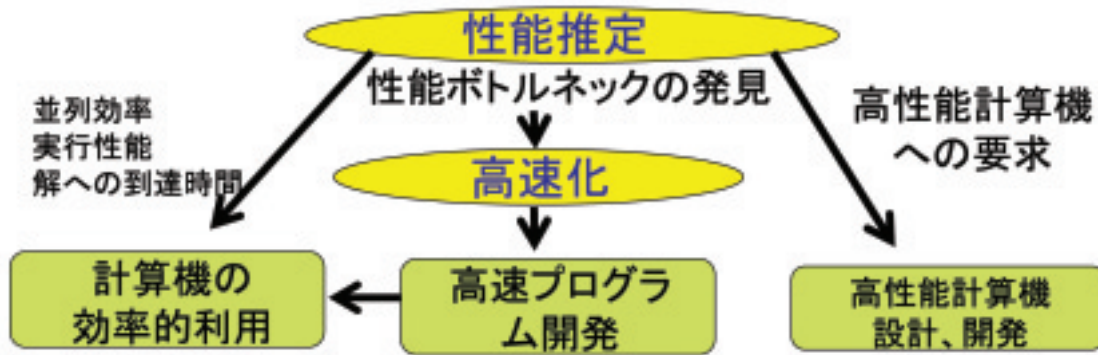 性能推定
性能ボトルネックの発見
並列効率
実行性能
解への到達時間
高性能計算機
への要求
高速化
計算機の
効率的利用
高速プログラ
ム開発
高性能計算機
設計、開発